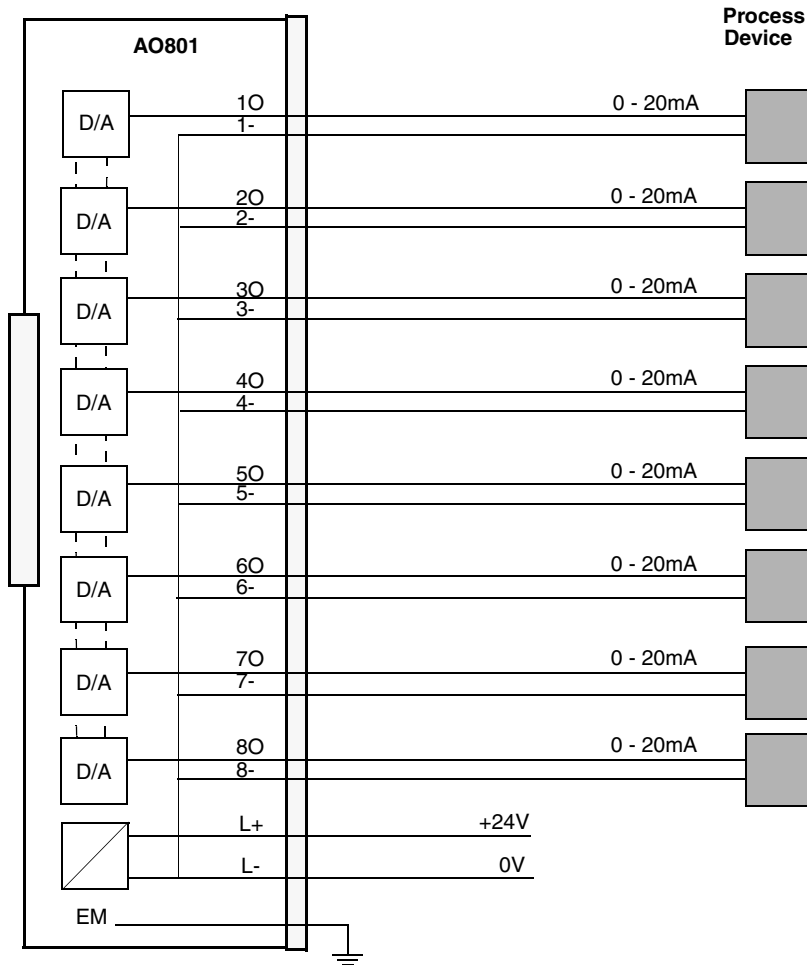 Process
Device
AO801
D/A
1O
1-
0 - 20mA
D/A
2O
2-
0 - 20mA
D/A
3O
3-
0 - 20mA
D/A
4O
4-
0 - 20mA
D/A
5O
5-
0 - 20mA
D/A
6O
6-
0 - 20mA
D/A
7O
7-
0 - 20mA
D/A
8O
8-
0 - 20mA
L+
+24V
L-
0V
EM